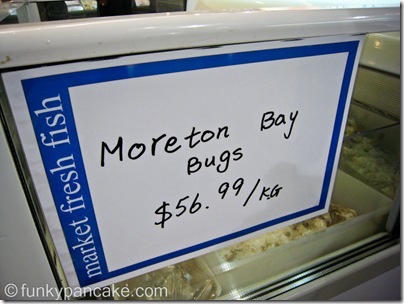 market fresh fish
Moreton Bay
Bugs
$56.99/KG
© funkypancake.com